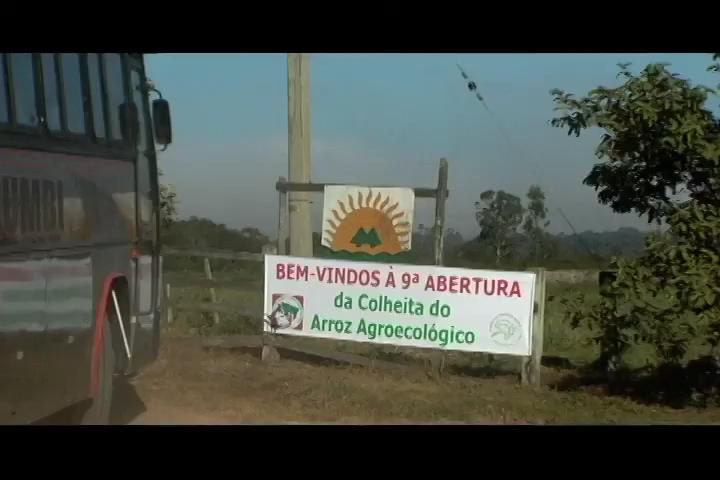 BEM-VINDOS À 9ª ABERTURA
da Colheita do
Arroz Agroecológico